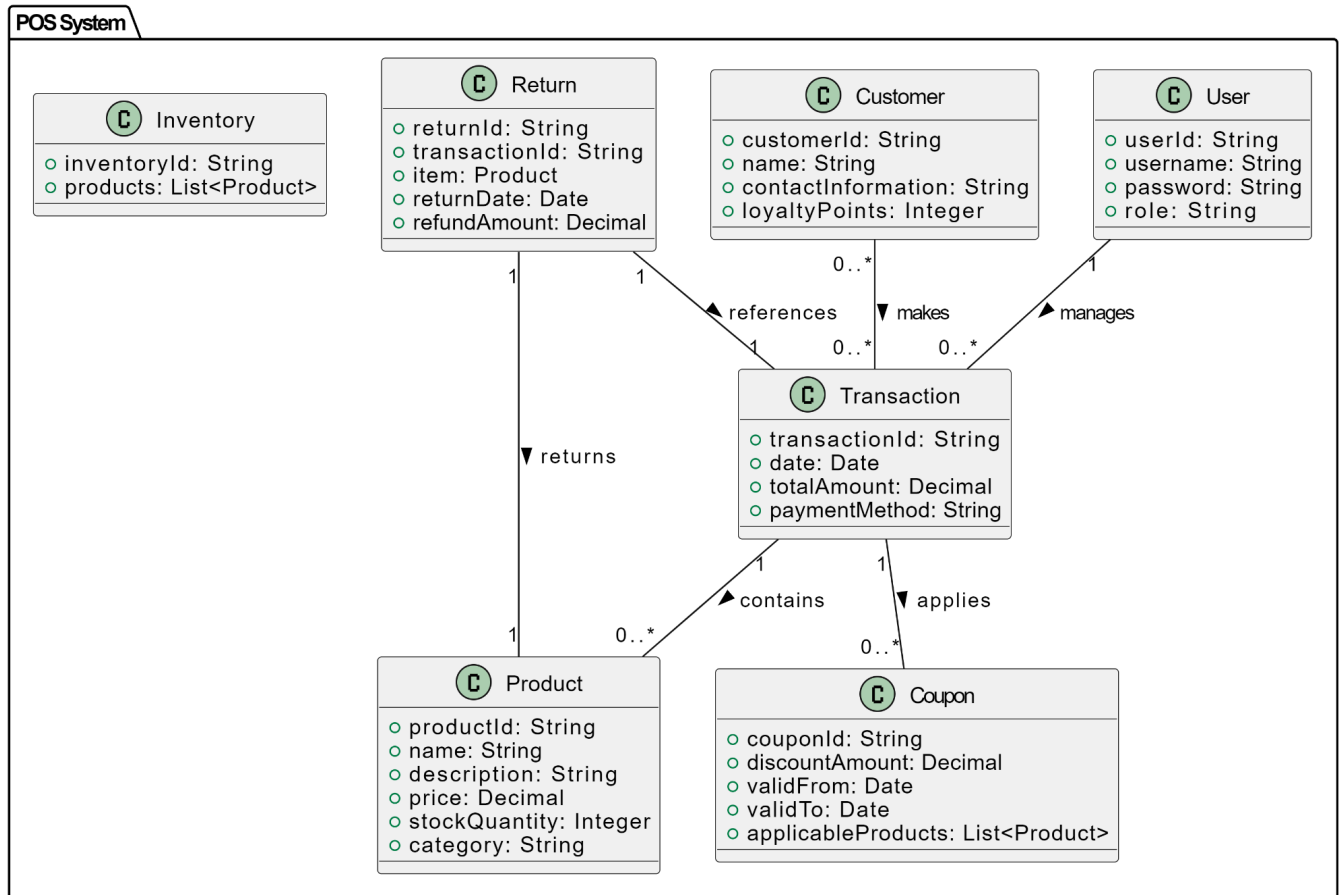 POS System
C Inventory
inventoryId: String
products: List<Product>
C Return
returnId: String
transactionId: String
item: Product
returnDate: Date
refundAmount: Decimal
C Customer
customerId: String
name: String
contactInformation: String
loyaltyPoints: Integer
C User
userId: String
username: String
password: String
role: String
1
1
0..*
1
references
makes
manages
1
0..*
0..*
C Transaction
transactionId: String
date: Date
totalAmount: Decimal
paymentMethod: String
returns
1
1
contains
applies
1
0..*
0..*
C Product
productId: String
name: String
description: String
price: Decimal
stockQuantity: Integer
category: String
C Coupon
couponId: String
discountAmount: Decimal
validFrom: Date
validTo: Date
applicableProducts: List<Product>